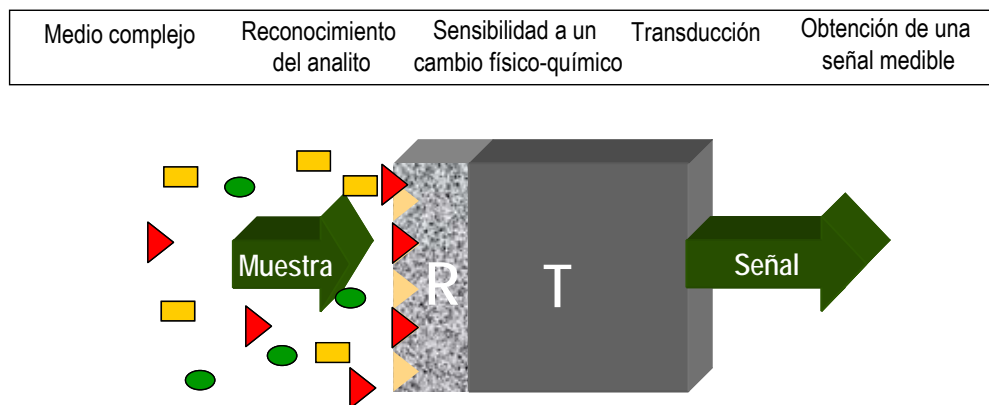 Medio complejo
Reconocimiento
del analito
Sensibilidad a un
cambio físico-químico
Transducción
Obtención de una
señal medible
Muestra
R
T
Señal